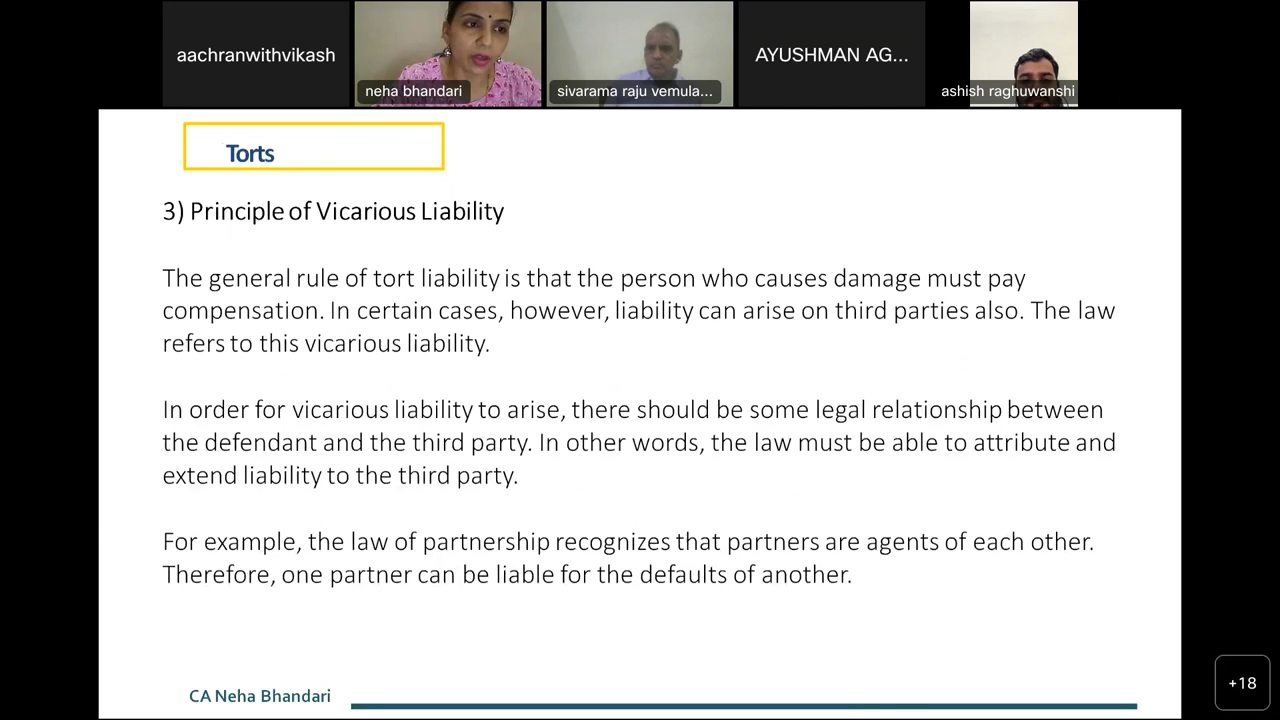 aachranwithvikash
neha bhandari
sivarama raju vemula...
AYUSHMAN AG...
ashish raghuwanshi
Torts
3) Principle of Vicarious Liability
The general rule of tort liability is that the person who causes damage must pay
compensation. In certain cases, however, liability can arise on third parties also. The law
refers to this vicarious liability.
In order for vicarious liability to arise, there should be some legal relationship between
the defendant and the third party. In other words, the law must be able to attribute and
extend liability to the third party.
For example, the law of partnership recognizes that partners are agents of each other.
Therefore, one partner can be liable for the defaults of another.
CA Neha Bhandari
+18